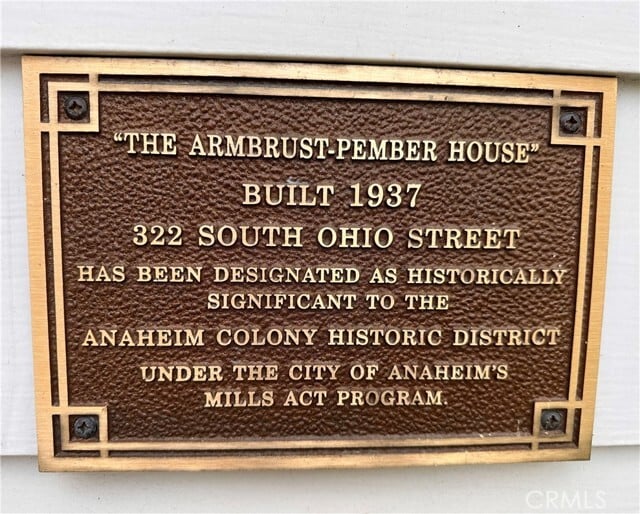 “THE ARMBRUST-PEMBER HOUSE”
BUILT 1937
322 SOUTH OHIO STREET
HAS BEEN DESIGNATED AS HISTORICALLY
SIGNIFICANT TO THE
ANAHEIM COLONY HISTORIC DISTRICT
UNDER THE CITY OF ANAHEIM'S
MILLS ACT PROGRAM.
CRMLS